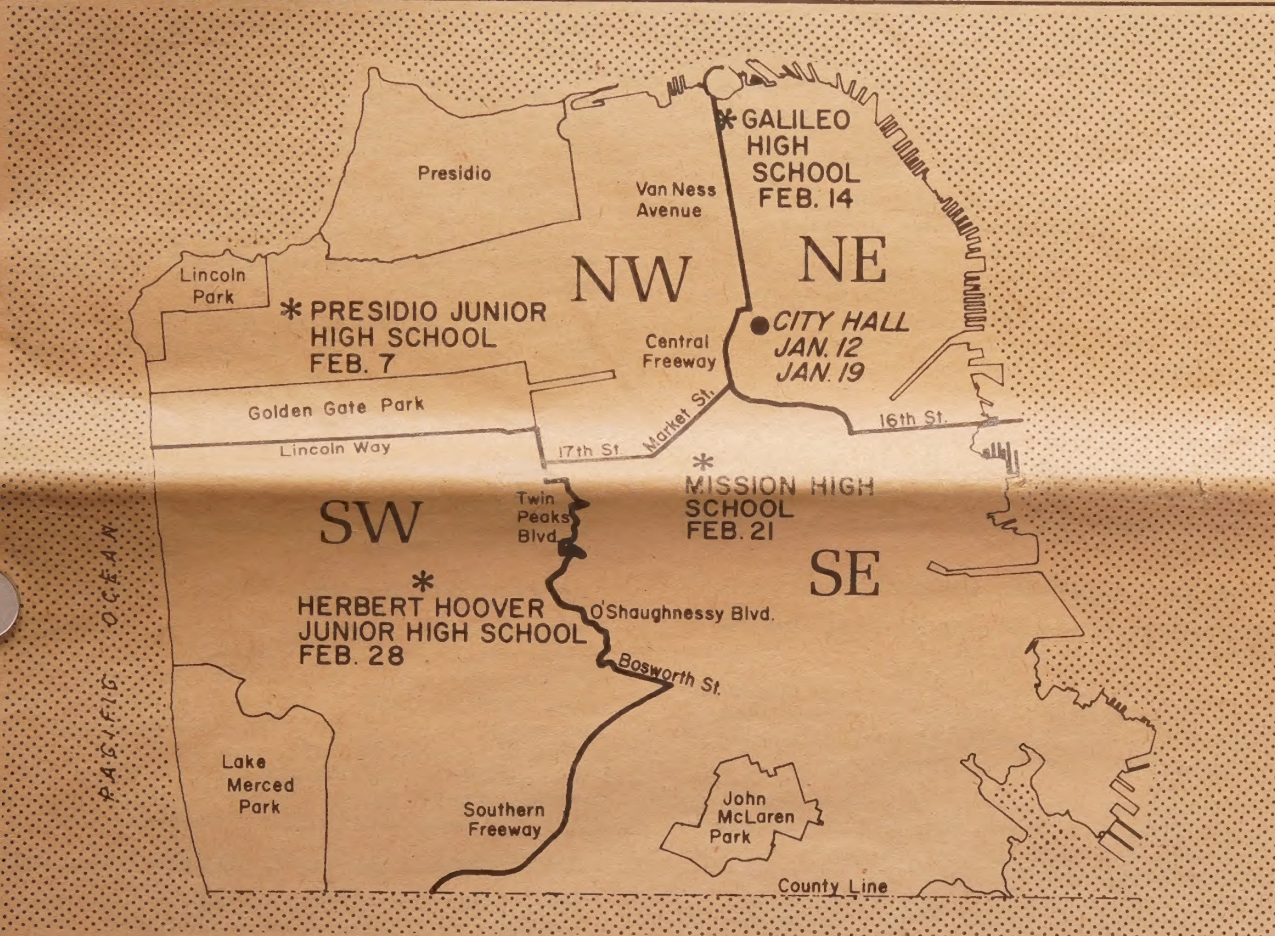 GALILEO
HIGH
SCHOOL
FEB. 14
Presidio
Van Ness
Avenue
NW
NE
Lincoln
Park
PRESIDIO JUNIOR
HIGH SCHOOL
FEB. 7
CITY HALL
JAN. 12
JAN. 19
Central
Freeway
Golden Gate Park
Market St.
16th St.
Lincoln Way
17th St.
MISSION HIGH
SCHOOL
FEB. 21
Twin
Peaks
Blvd.
SW
SE
PACIFIC OCEAN
HERBERT HOOVER
JUNIOR HIGH SCHOOL
FEB. 28
O'Shaughnessy Blvd.
Bosworth St.
Lake
Merced
Park
Southern
Freeway
John
McLaren
Park
County Line